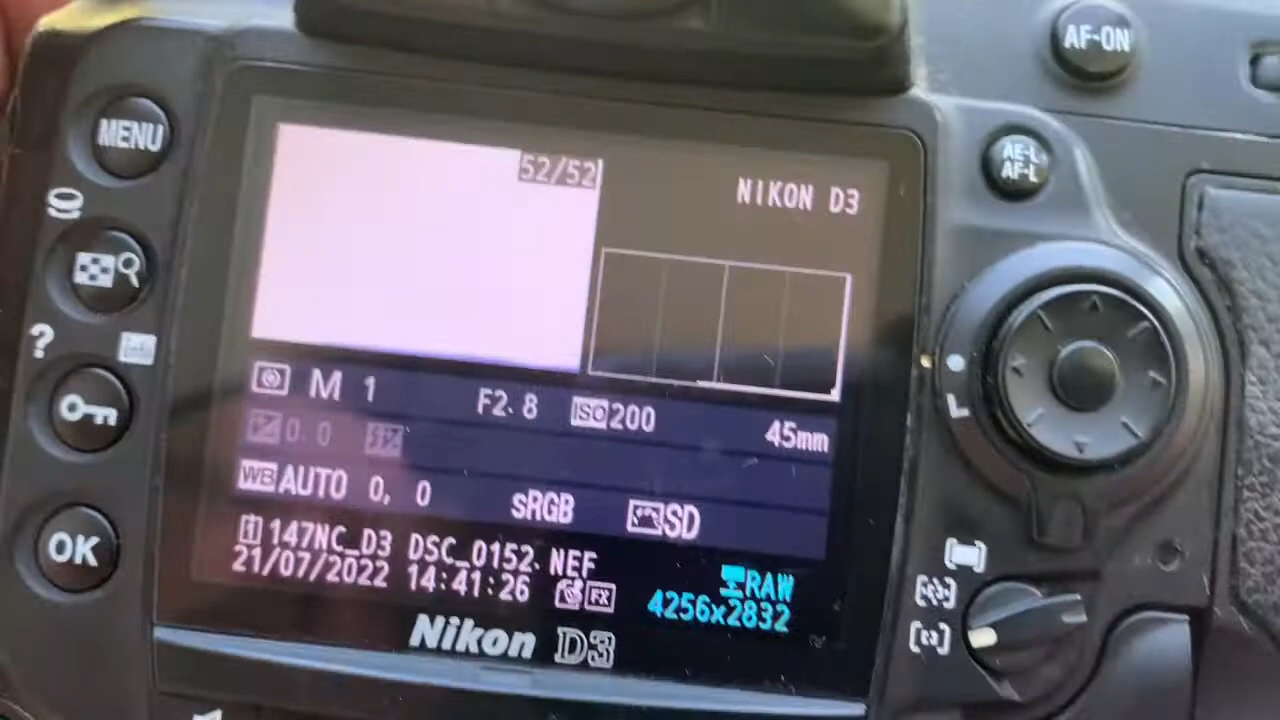 AF-ON
MENU
AE-L
AF-L
52/52
NIKON D3
?
M 1 F2.8 ISO200 45mm
0.0
WB AUTO 0, 0 sRGB SD
147NC_D3 DSC_0152.NEF
21/07/2022 14:41:26 FX
RAW
4256x2832
OK
L
Nikon D3